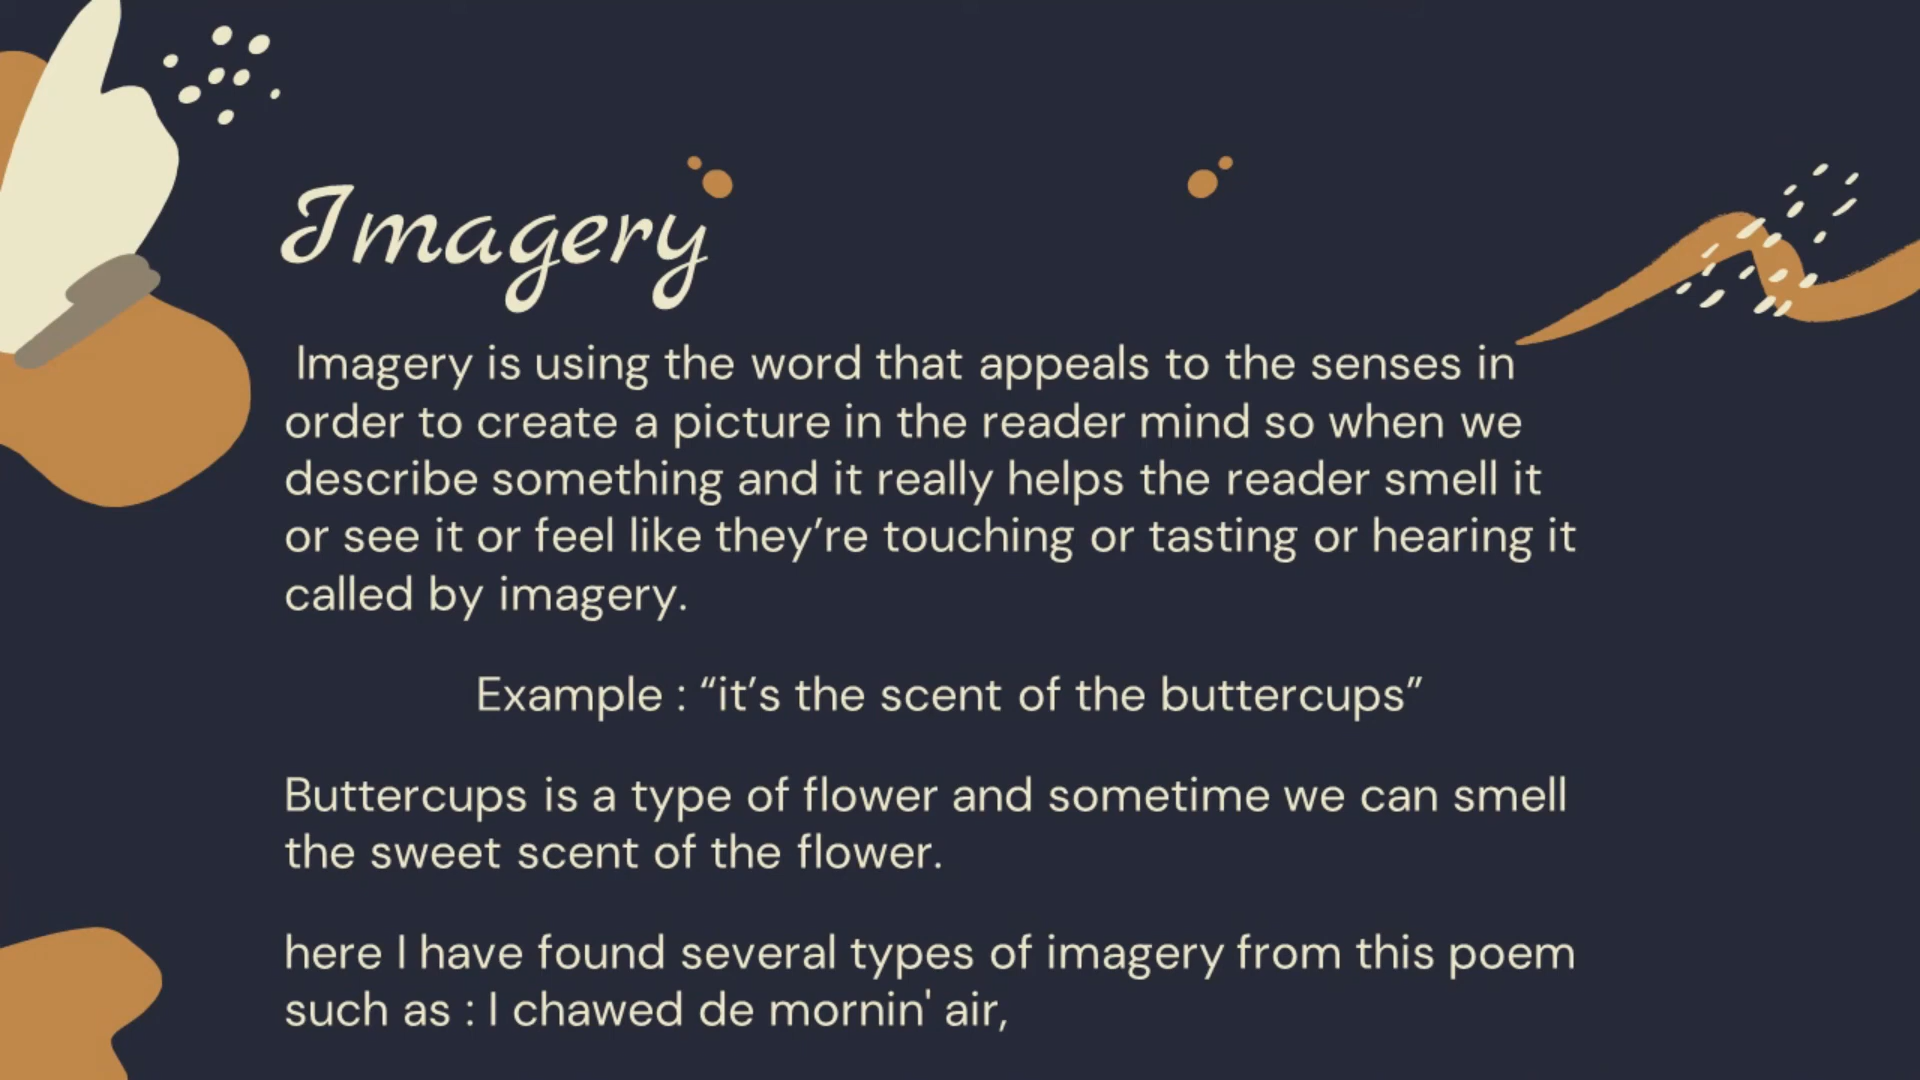 Imagery
Imagery is using the word that appeals to the senses in
order to create a picture in the reader mind so when we
describe something and it really helps the reader smell it
or see it or feel like they’re touching or tasting or hearing it
called by imagery.
Example : “it’s the scent of the buttercups”
Buttercups is a type of flower and sometime we can smell
the sweet scent of the flower.
here I have found several types of imagery from this poem
such as : I chawed de mornin' air,